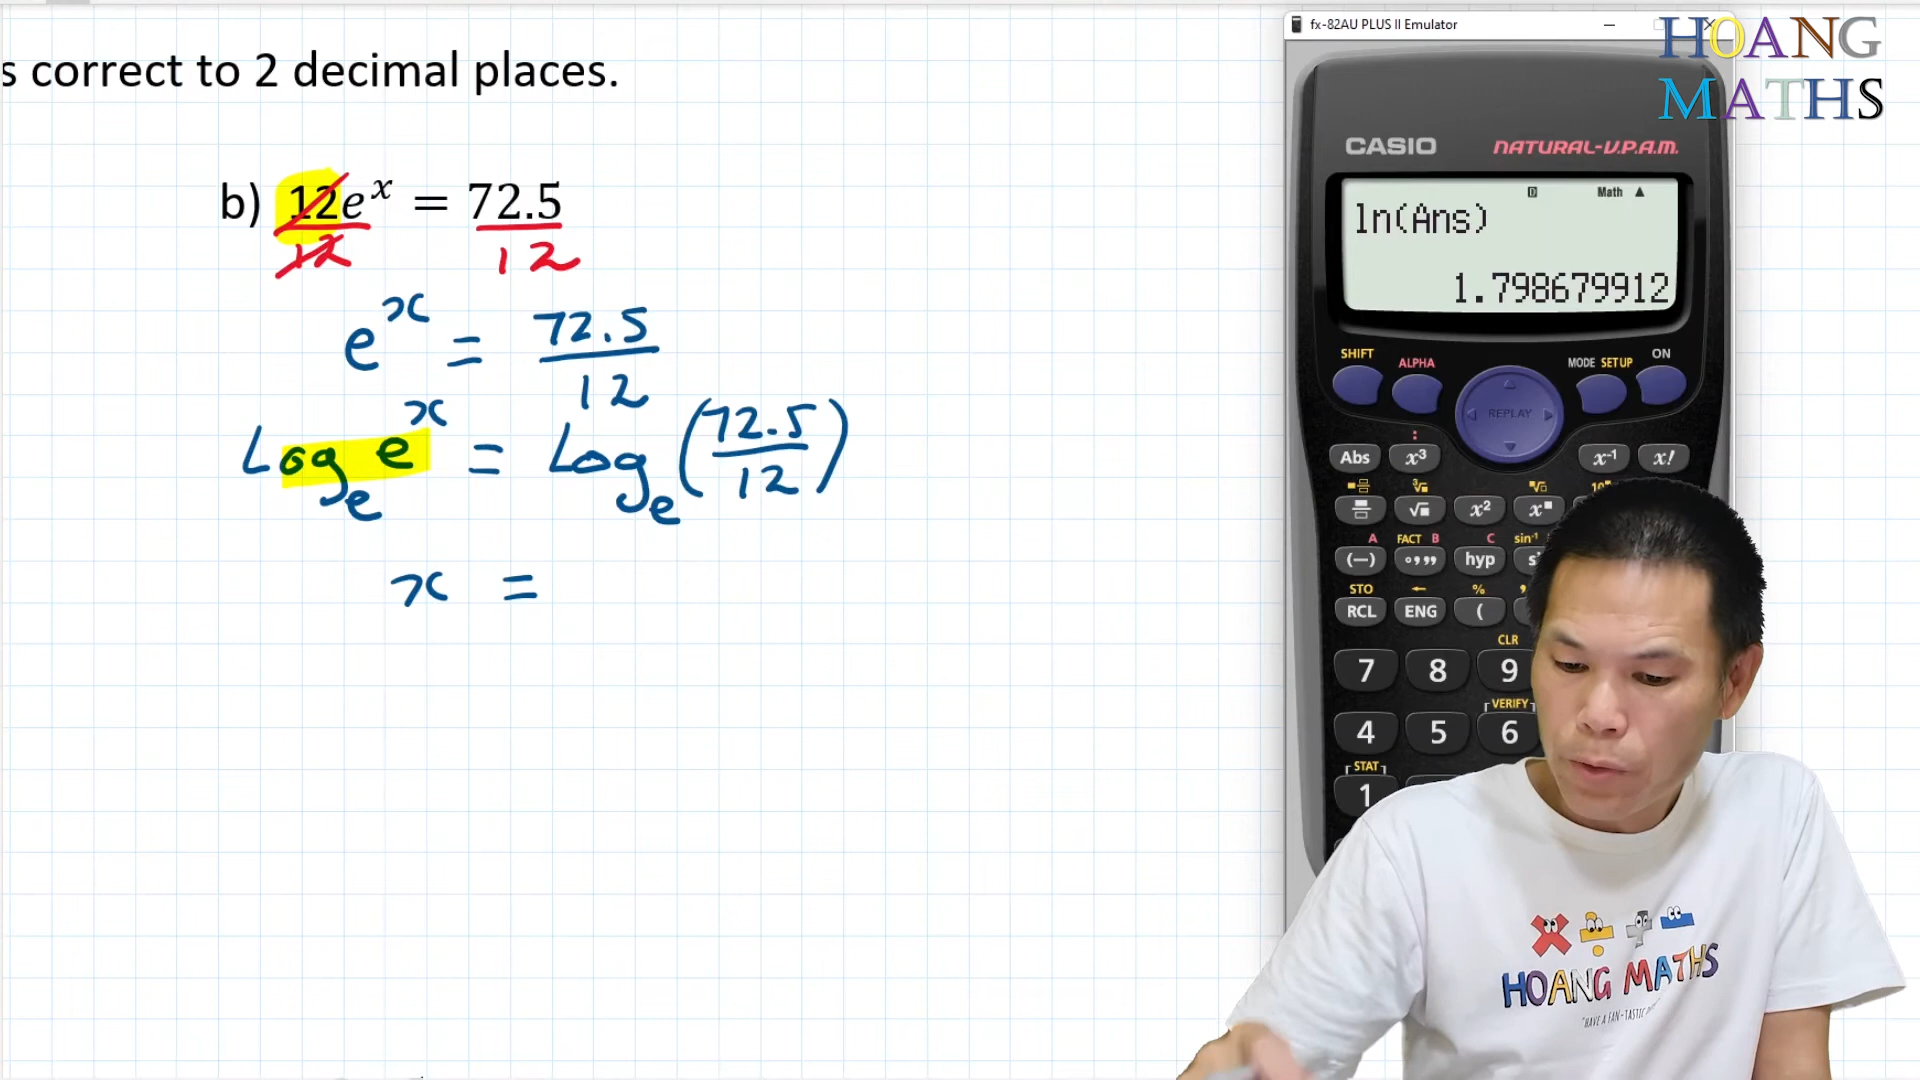 fx-82AU PLUS II Emulator
HOANG
MATHS
s correct to 2 decimal places.
b) 12e^x = 72.5
12 12
e^x = 72.5/12
Log_e e^x = Log_e (72.5/12)
x =
CASIO
NATURAL-V.P.A.M.
D Math ▲
ln(Ans)
1.798679912
SHIFT ALPHA MODE SETUP ON
REPLAY
Abs x³ x⁻¹ x!
√■ x² x■
A FACT B C sin⁻¹
(−) hyp
STO ← %
RCL ENG (
CLR
7 8 9
VERIFY
4 5 6
STAT
1
HOANG MATHS